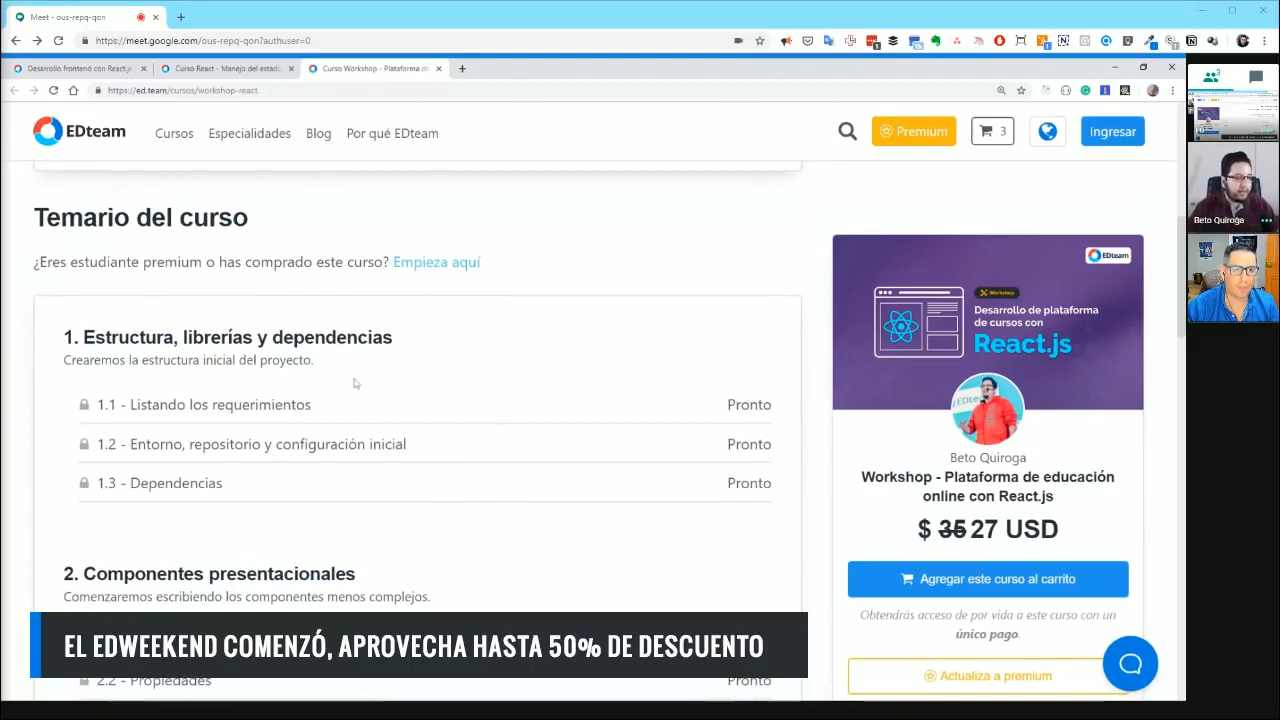 Meet - ous-repq-qon
https://meet.google.com/ous-repq-qon?authuser=0
Desarrollo frontend con React.js
Curso React - Manejo del estado
Curso Workshop - Plataforma de
https://ed.team/cursos/workshop-react
EDteam
Cursos
Especialidades
Blog
Por qué EDteam
Premium
3
Ingresar
Temario del curso
¿Eres estudiante premium o has comprado este curso? Empieza aquí
1. Estructura, librerías y dependencias
Crearemos la estructura inicial del proyecto.
1.1 - Listando los requerimientos Pronto
1.2 - Entorno, repositorio y configuración inicial Pronto
1.3 - Dependencias Pronto
2. Componentes presentacionales
Comenzaremos escribiendo los componentes menos complejos.
EL EDWEEKEND COMENZÓ, APROVECHA HASTA 50% DE DESCUENTO
2.2 - Propiedades Pronto
EDteam
Workshop
Desarrollo de plataforma
de cursos con
React.js
Beto Quiroga
Workshop - Plataforma de educación
online con React.js
$ 35 27 USD
Agregar este curso al carrito
Obtendrás acceso de por vida a este curso con un
único pago.
Actualiza a premium
3
Beto Quiroga